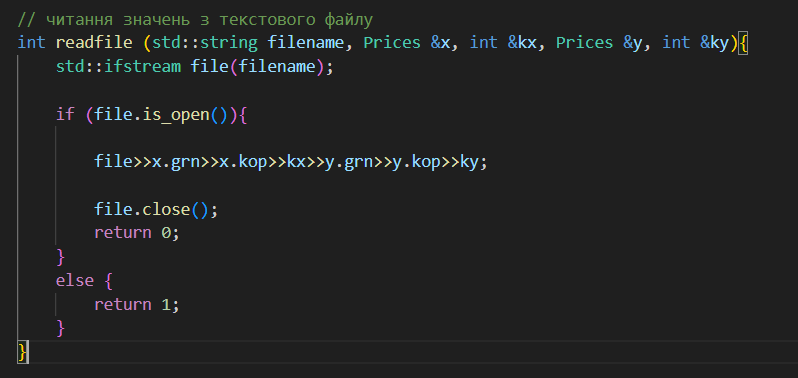 // читання значень з текстового файлу
int readfile (std::string filename, Prices &x, int &kx, Prices &y, int &ky){
std::ifstream file(filename);
if (file.is_open()){
file>>x.grn>>x.kop>>kx>>y.grn>>y.kop>>ky;
file.close();
return 0;
}
else {
return 1;
}
}